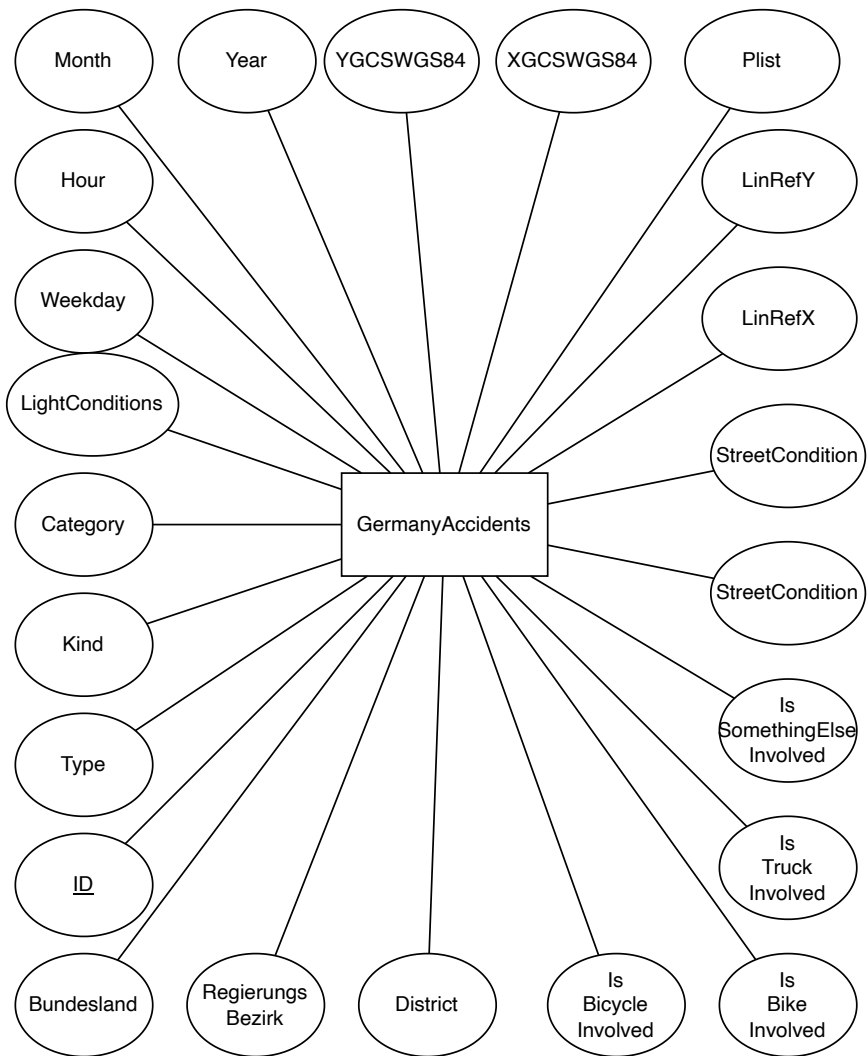 Month
Year
YGCSWGS84
XGCSWGS84
Plist
Hour
LinRefY
Weekday
LinRefX
LightConditions
StreetCondition
Category
GermanyAccidents
StreetCondition
Kind
Is
SomethingElse
Involved
Type
Is
Truck
Involved
ID
Bundesland
Regierungs
Bezirk
District
Is
Bicycle
Involved
Is
Bike
Involved